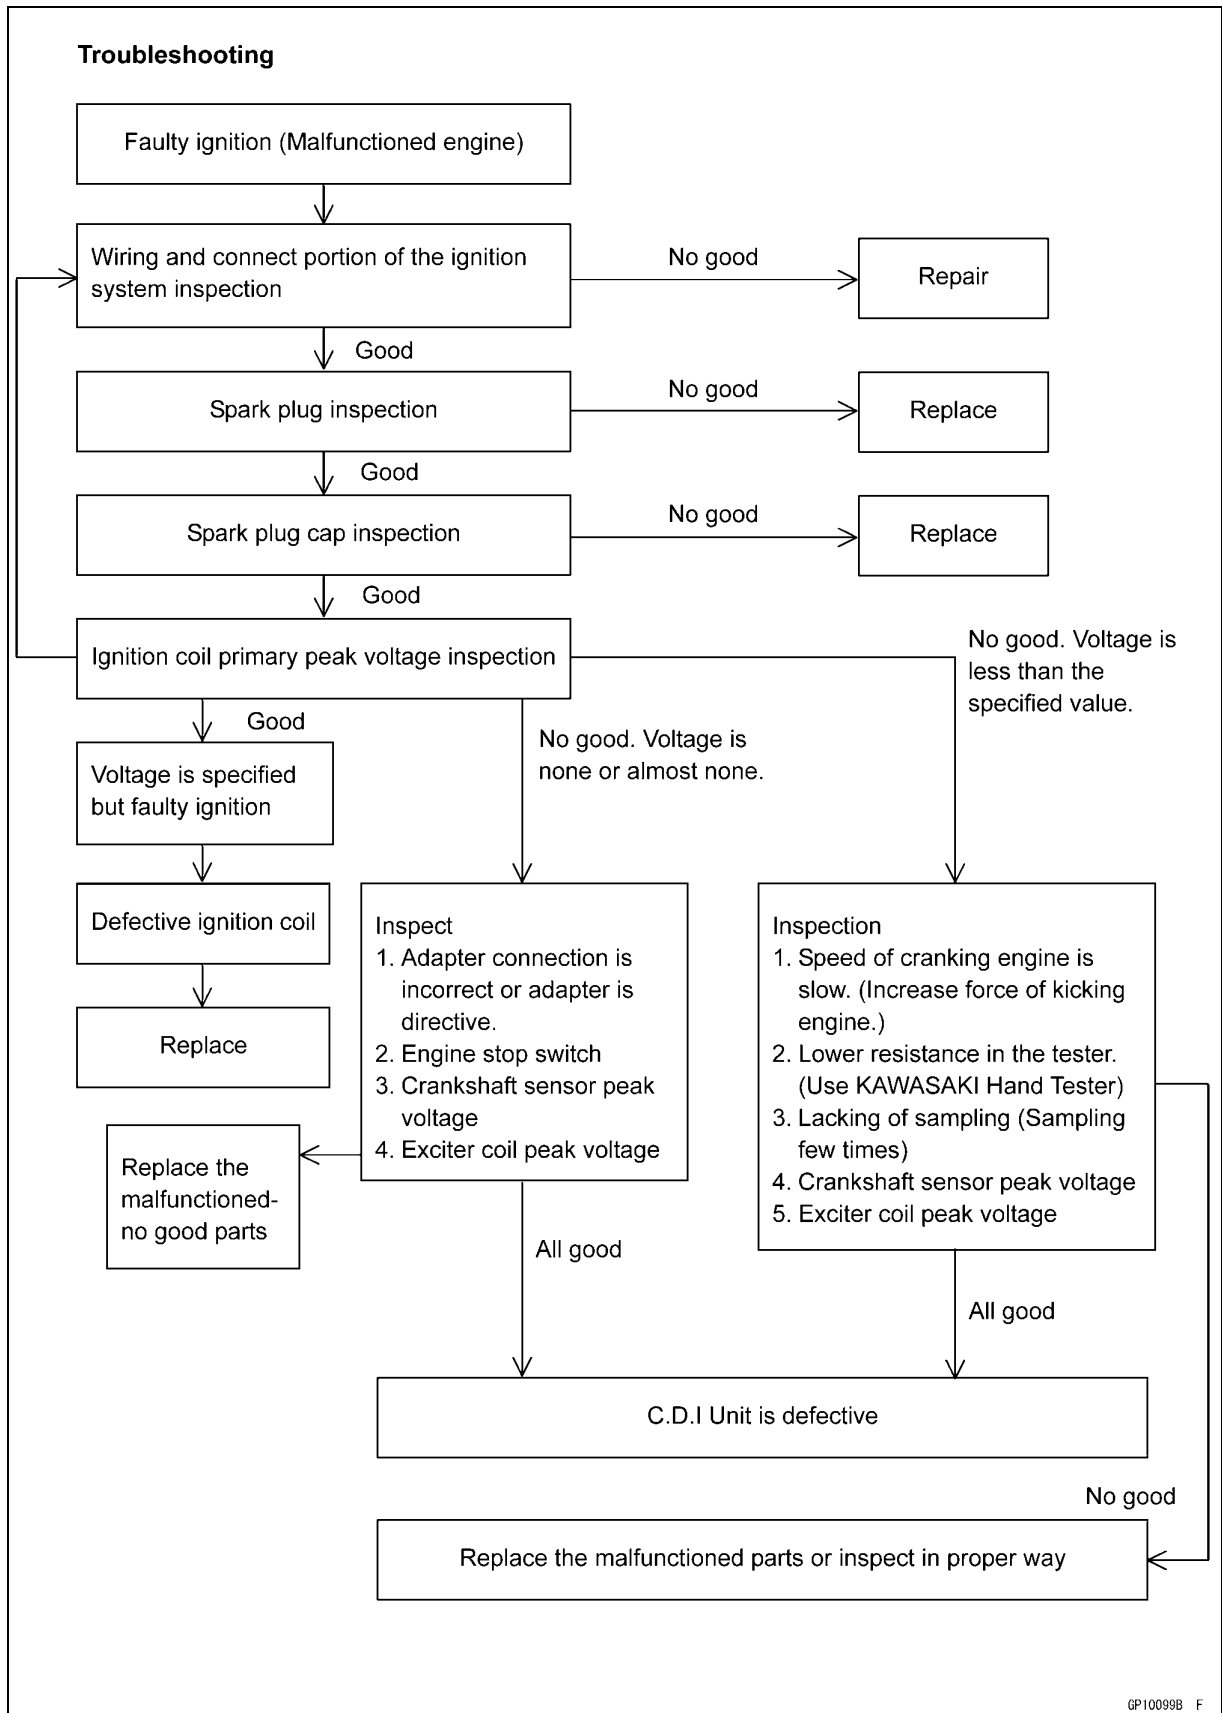 Troubleshooting
Faulty ignition (Malfunctioned engine)
Wiring and connect portion of the ignition
system inspection
No good
Repair
Good
Spark plug inspection
No good
Replace
Good
Spark plug cap inspection
No good
Replace
Good
Ignition coil primary peak voltage inspection
No good. Voltage is
less than the
specified value.
Good
No good. Voltage is
none or almost none.
Voltage is specified
but faulty ignition
Defective ignition coil
Replace
Inspect
1. Adapter connection is
incorrect or adapter is
directive.
2. Engine stop switch
3. Crankshaft sensor peak
voltage
4. Exciter coil peak voltage
Inspection
1. Speed of cranking engine is
slow. (Increase force of kicking
engine.)
2. Lower resistance in the tester.
(Use KAWASAKI Hand Tester)
3. Lacking of sampling (Sampling
few times)
4. Crankshaft sensor peak voltage
5. Exciter coil peak voltage
Replace the
malfunctioned-
no good parts
All good
All good
C.D.I Unit is defective
No good
Replace the malfunctioned parts or inspect in proper way
GP10099B F